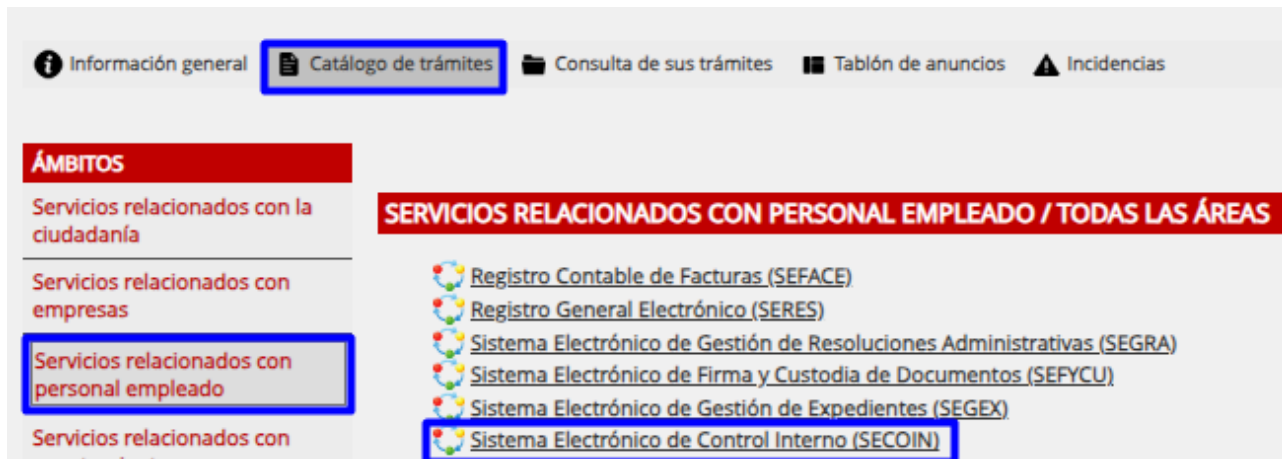 Información general Catálogo de trámites Consulta de sus trámites Tablón de anuncios Incidencias
ÁMBITOS
Servicios relacionados con la
ciudadanía
Servicios relacionados con
empresas
Servicios relacionados con
personal empleado
Servicios relacionados con
SERVICIOS RELACIONADOS CON PERSONAL EMPLEADO / TODAS LAS ÁREAS
Registro Contable de Facturas (SEFACE)
Registro General Electrónico (SERES)
Sistema Electrónico de Gestión de Resoluciones Administrativas (SEGRA)
Sistema Electrónico de Firma y Custodia de Documentos (SEFYCU)
Sistema Electrónico de Gestión de Expedientes (SEGEX)
Sistema Electrónico de Control Interno (SECOIN)